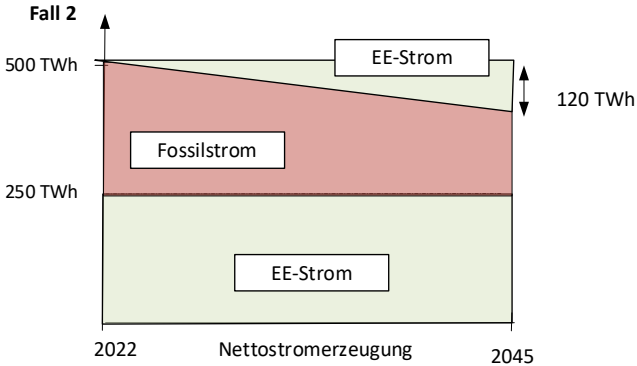 Fall 2
500 TWh
EE-Strom
120 TWh
Fossilstrom
250 TWh
EE-Strom
2022
Nettostromerzeugung
2045